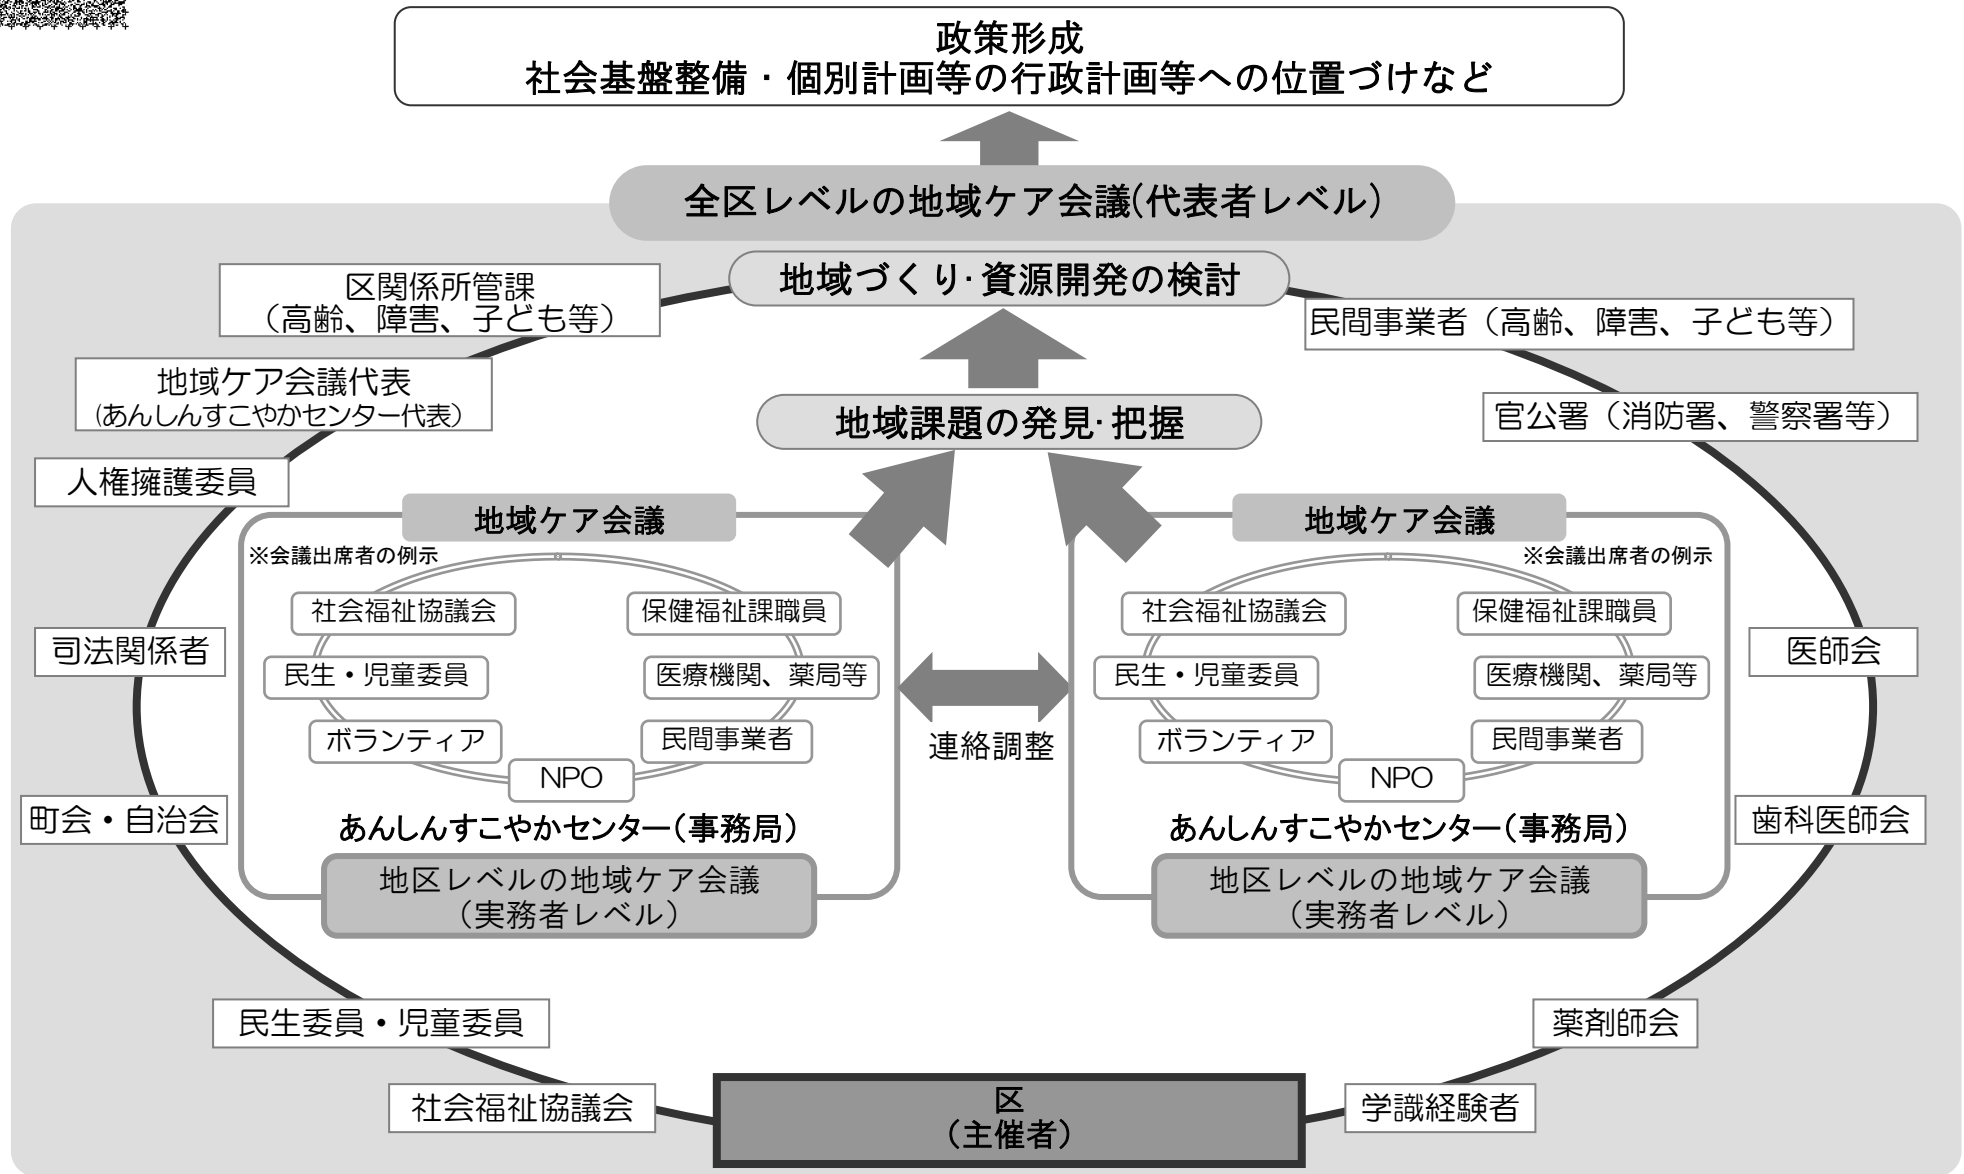 政策形成
社会基盤整備・個別計画等の行政計画等への位置づけなど
全区レベルの地域ケア会議(代表者レベル)
地域づくり・資源開発の検討
区関係所管課
（高齢、障害、子ども等）
民間事業者（高齢、障害、子ども等）
地域ケア会議代表
(あんしんすこやかセンター代表)
地域課題の発見・把握
官公署（消防署、警察署等）
人権擁護委員
地域ケア会議
※会議出席者の例示
社会福祉協議会
保健福祉課職員
民生・児童委員
医療機関、薬局等
ボランティア
民間事業者
NPO
あんしんすこやかセンター(事務局)
地区レベルの地域ケア会議
（実務者レベル）
連絡調整
地域ケア会議
※会議出席者の例示
社会福祉協議会
保健福祉課職員
民生・児童委員
医療機関、薬局等
ボランティア
民間事業者
NPO
あんしんすこやかセンター(事務局)
地区レベルの地域ケア会議
（実務者レベル）
司法関係者
医師会
町会・自治会
歯科医師会
民生委員・児童委員
薬剤師会
社会福祉協議会
区
（主催者）
学識経験者